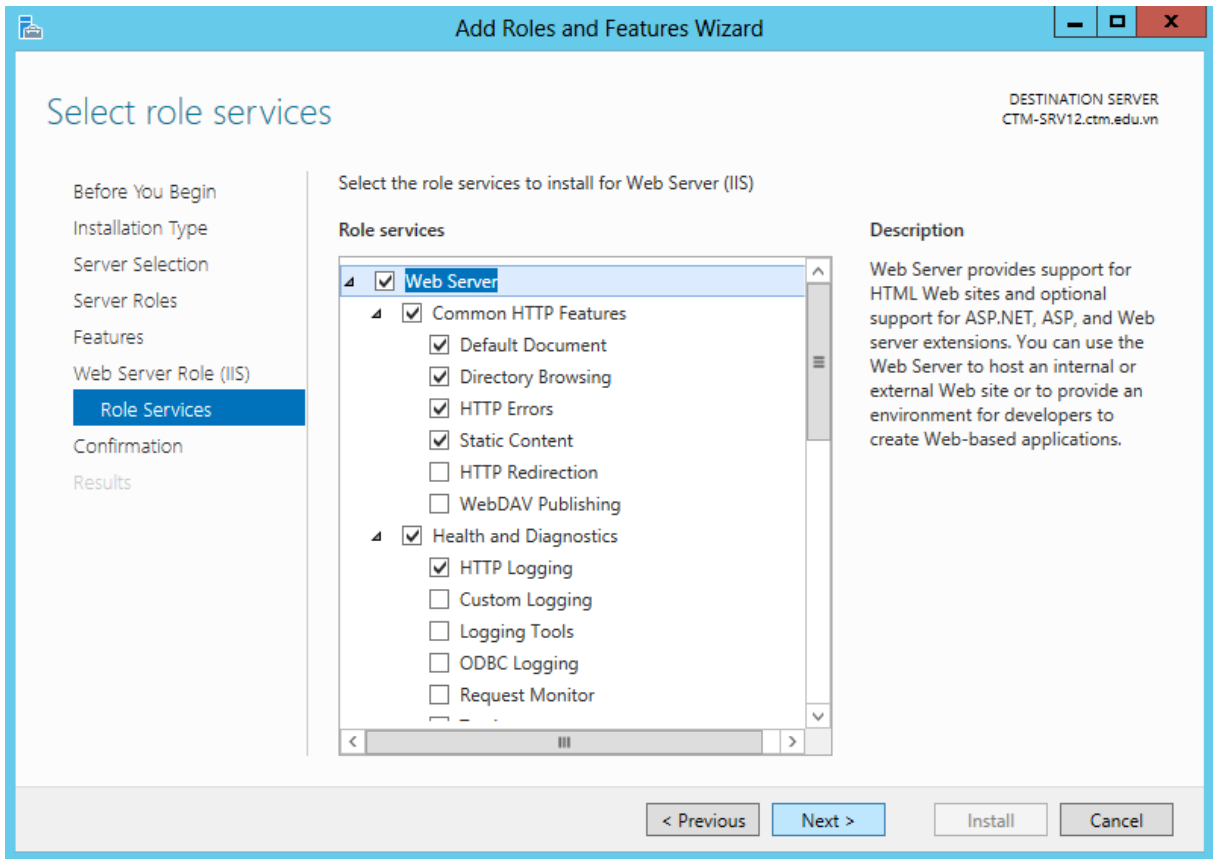 Add Roles and Features Wizard
Select role services
DESTINATION SERVER
CTM-SRV12.ctm.edu.vn
Before You Begin
Installation Type
Server Selection
Server Roles
Features
Web Server Role (IIS)
Role Services
Confirmation
Results
Select the role services to install for Web Server (IIS)
Role services
Web Server
Common HTTP Features
Default Document
Directory Browsing
HTTP Errors
Static Content
HTTP Redirection
WebDAV Publishing
Health and Diagnostics
HTTP Logging
Custom Logging
Logging Tools
ODBC Logging
Request Monitor
Description
Web Server provides support for
HTML Web sites and optional
support for ASP.NET, ASP, and Web
server extensions. You can use the
Web Server to host an internal or
external Web site or to provide an
environment for developers to
create Web-based applications.
< Previous
Next >
Install
Cancel